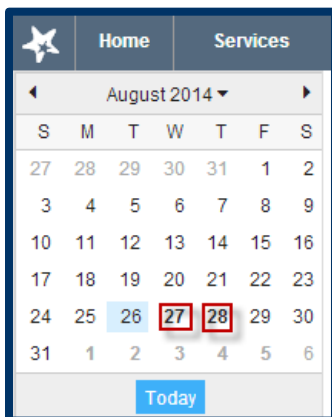 Home Services
August 2014
S M T W T F S
27 28 29 30 31 1 2
3 4 5 6 7 8 9
10 11 12 13 14 15 16
17 18 19 20 21 22 23
24 25 26 27 28 29 30
31 1 2 3 4 5 6
Today